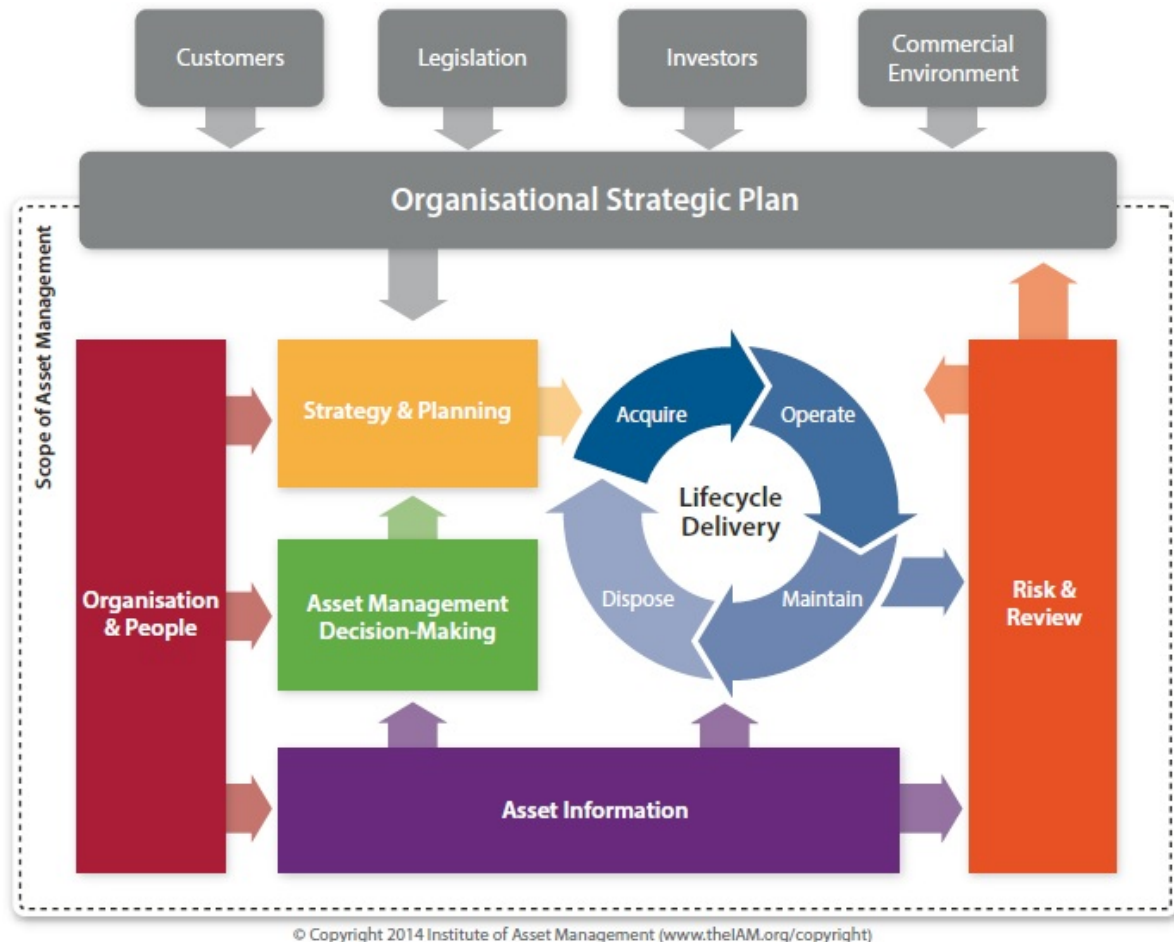 Customers
Legislation
Investors
Commercial
Environment
Organisational Strategic Plan
Scope of Asset Management
Organisation
& People
Strategy & Planning
Asset Management
Decision-Making
Acquire
Operate
Lifecycle
Delivery
Dispose
Maintain
Risk &
Review
Asset Information
© Copyright 2014 Institute of Asset Management (www.theIAM.org/copyright)